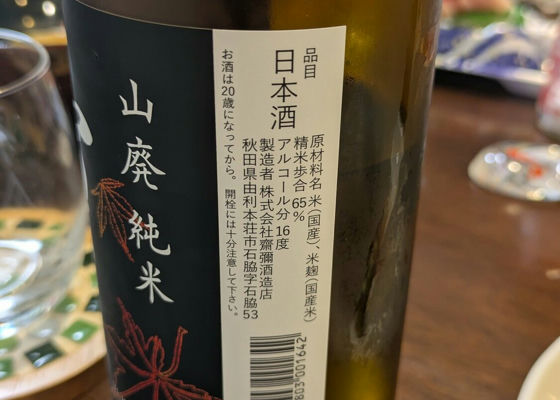 品目
日本酒
原材料名 米(国産)、米麹(国産米)
精米歩合 65%
アルコール分 16度
製造者 株式会社齋彌酒造店
秋田県由利本荘市石脇字石脇53
お酒は20歳になってから。 開栓には十分注意して下さい。
山廃 純米
803001642